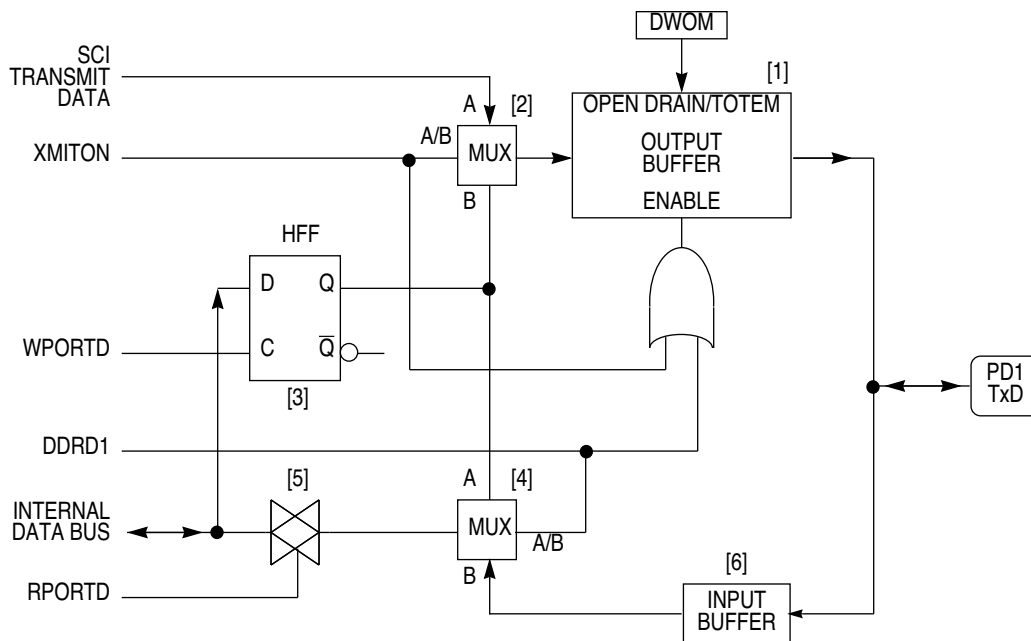 DWOM
SCI
TRANSMIT
DATA
[1]
A
[2]
OPEN DRAIN/TOTEM
A/B
XMITON
MUX
OUTPUT
BUFFER
B
ENABLE
HFF
D
Q
WPORTD
C
Q
[3]
PD1
TxD
DDRD1
A
[4]
[5]
INTERNAL
DATA BUS
MUX
A/B
B
[6]
RPORTD
INPUT
BUFFER